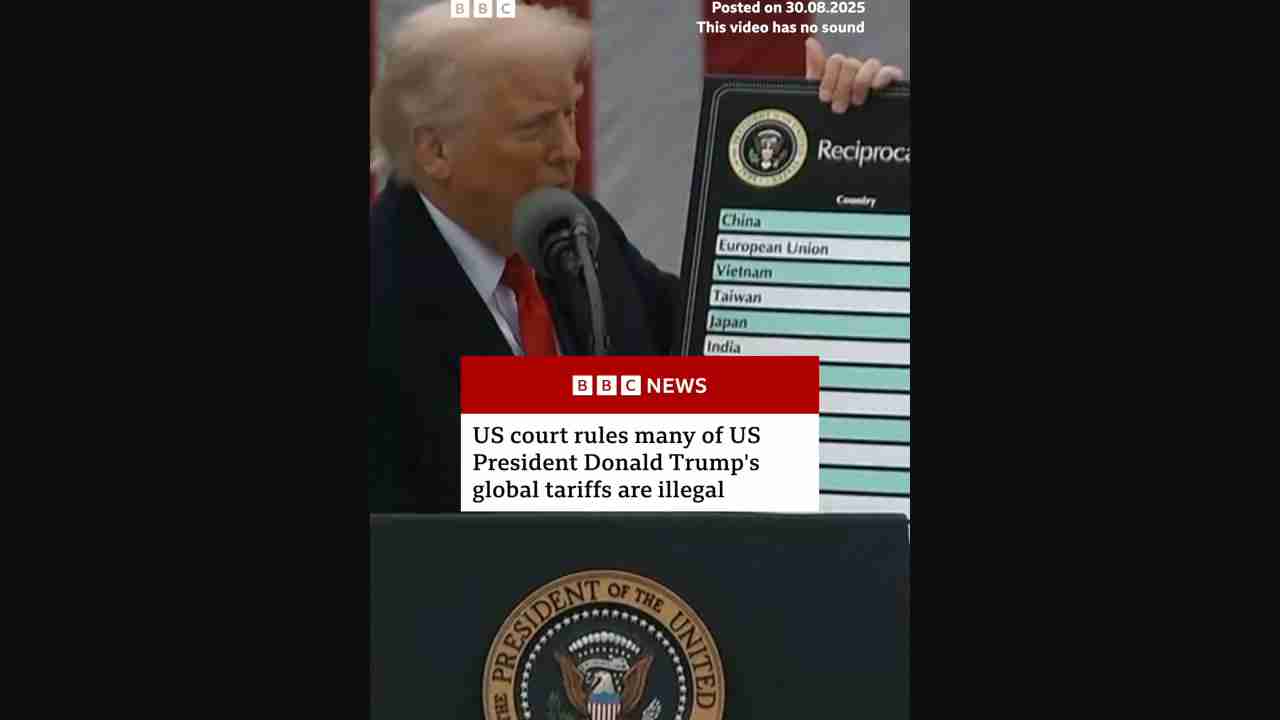 BBC
Posted on 30.08.2025
This video has no sound
Reciproca
Country
China
European Union
Vietnam
Taiwan
Japan
India
BBC NEWS
US court rules many of US
President Donald Trump's
global tariffs are illegal
THE PRESIDENT OF THE UNITED